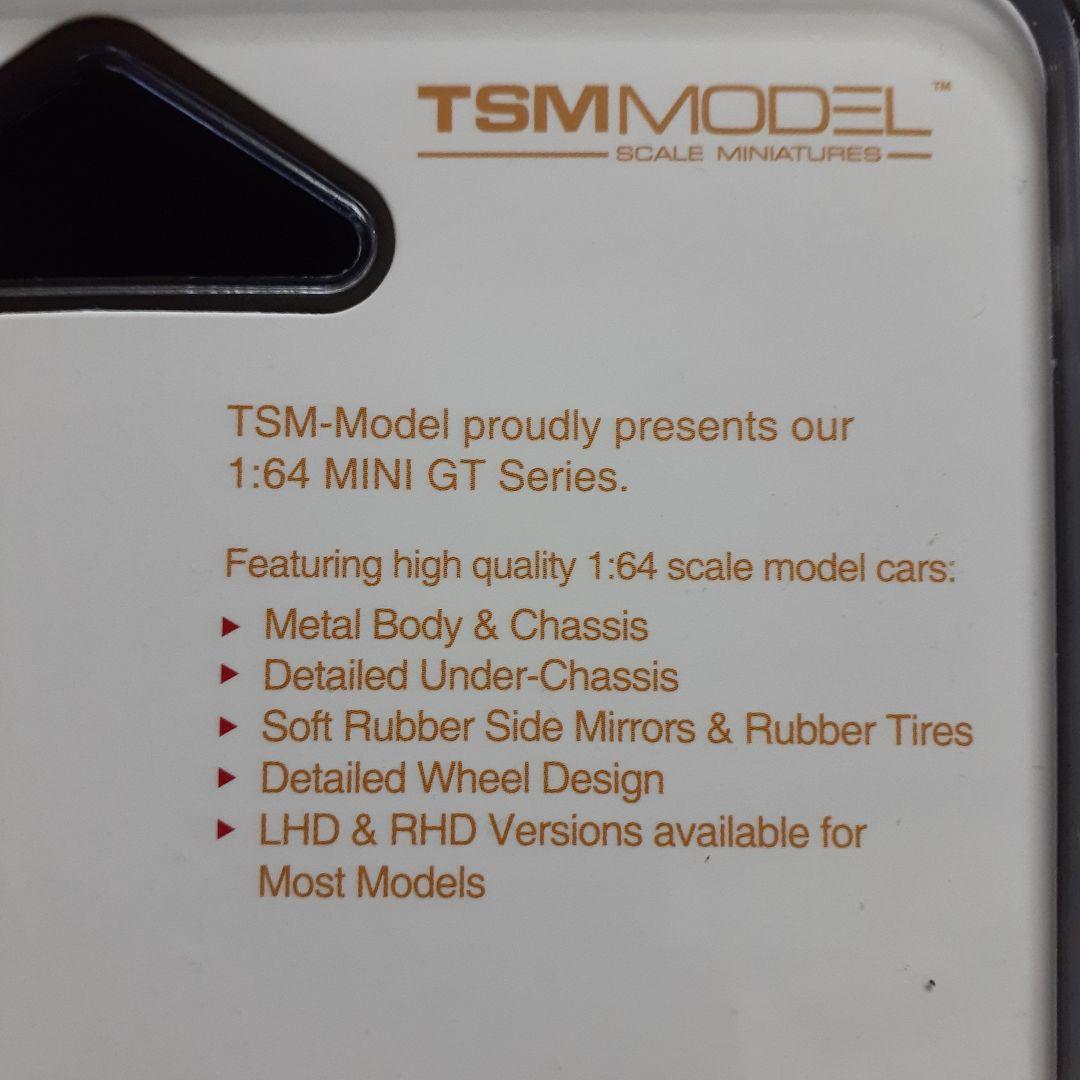 TSMMODEL™
SCALE MINIATURES
TSM-Model proudly presents our
1:64 MINI GT Series.
Featuring high quality 1:64 scale model cars:
Metal Body & Chassis
Detailed Under-Chassis
Soft Rubber Side Mirrors & Rubber Tires
Detailed Wheel Design
LHD & RHD Versions available for
Most Models